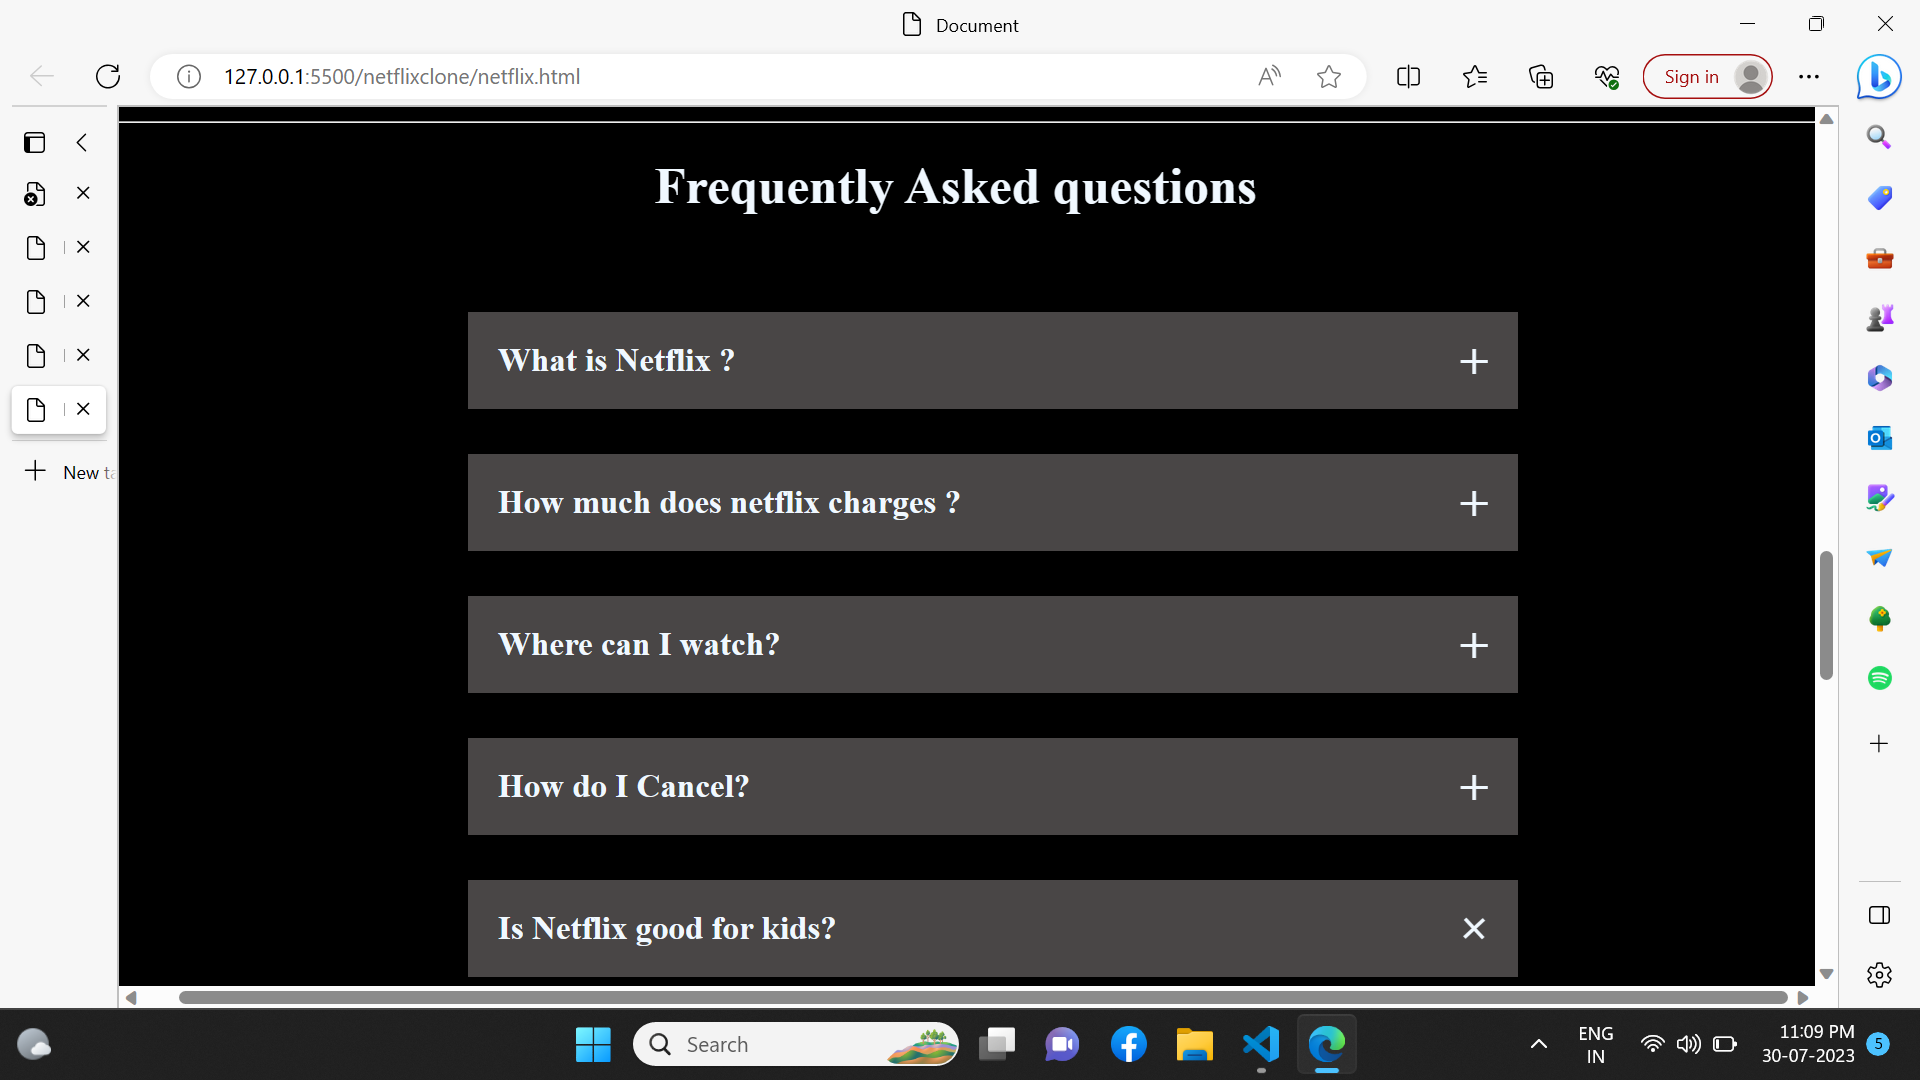 Document
127.0.0.1:5500/netflixclone/netflix.html
Sign in
New ta
Frequently Asked questions
What is Netflix ?
How much does netflix charges ?
Where can I watch?
How do I Cancel?
Is Netflix good for kids?
Search
ENG
IN
11:09 PM
30-07-2023
5